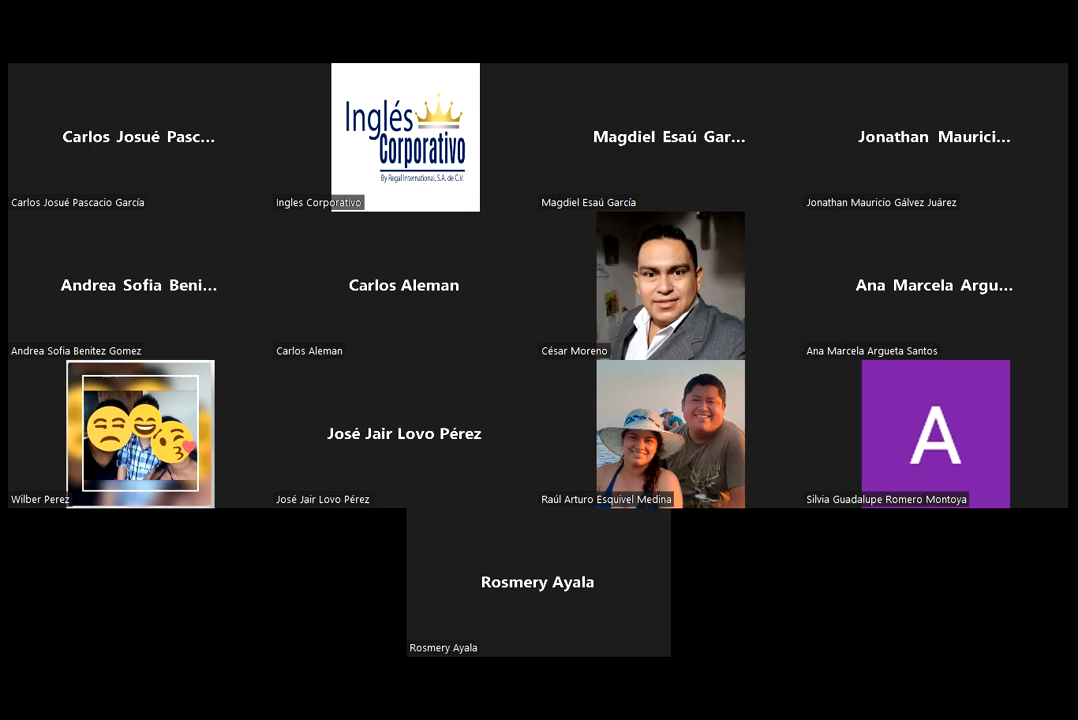 Carlos Josué Pasc...
Carlos Josué Pascacio García
Inglés
Corporativo
By Regal International, S.A. de C.V.
Ingles Corporativo
Magdiel Esaú Gar...
Magdiel Esaú García
Jonathan Maurici...
Jonathan Mauricio Gálvez Juárez
Andrea Sofia Beni...
Andrea Sofia Benitez Gomez
Carlos Aleman
Carlos Aleman
César Moreno
Ana Marcela Argu...
Ana Marcela Argueta Santos
Wilber Perez
José Jair Lovo Pérez
José Jair Lovo Pérez
Raúl Arturo Esquivel Medina
A
Silvia Guadalupe Romero Montoya
Rosmery Ayala
Rosmery Ayala